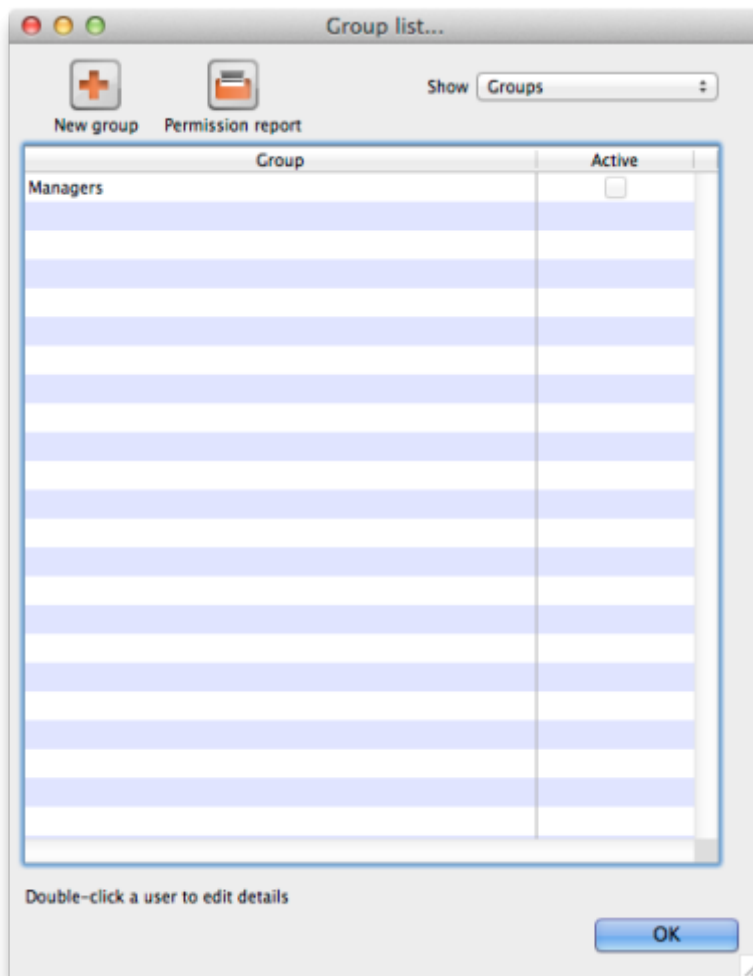 Group list...
Show Groups
New group Permission report
Group Active
Managers
Double-click a user to edit details
OK